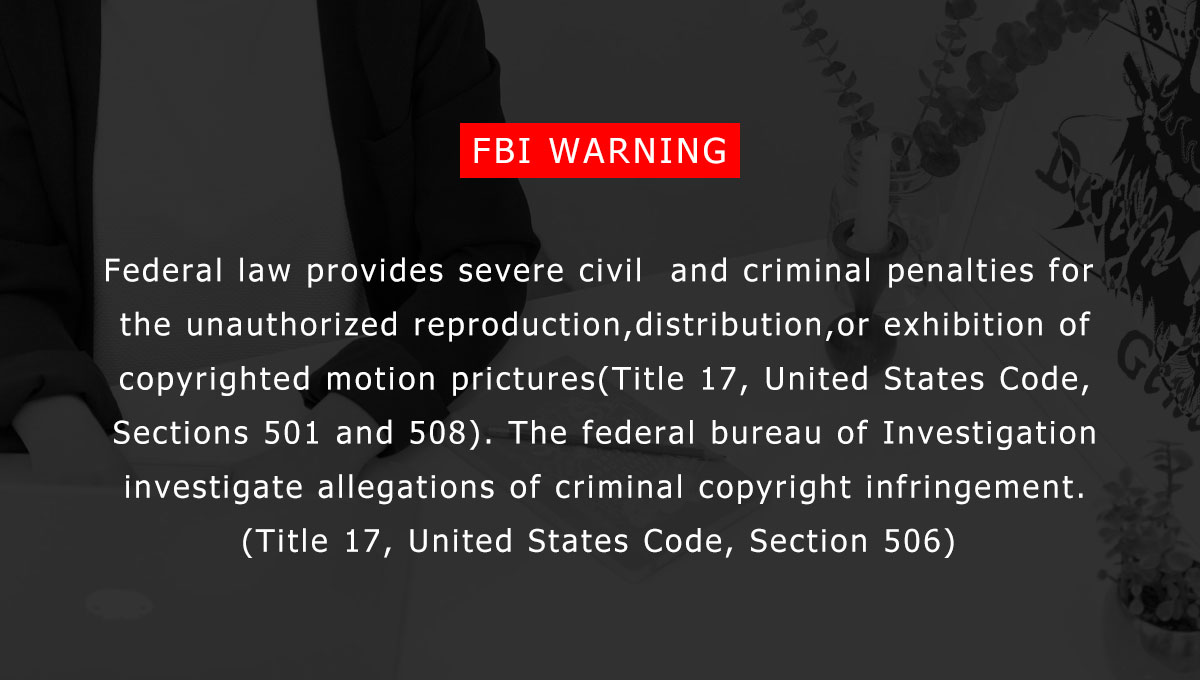 FBI WARNING
Federal law provides severe civil  and criminal penalties for
the unauthorized reproduction,distribution,or exhibition of
copyrighted motion prictures(Title 17, United States Code,
Sections 501 and 508). The federal bureau of Investigation
investigate allegations of criminal copyright infringement.
(Title 17, United States Code, Section 506)